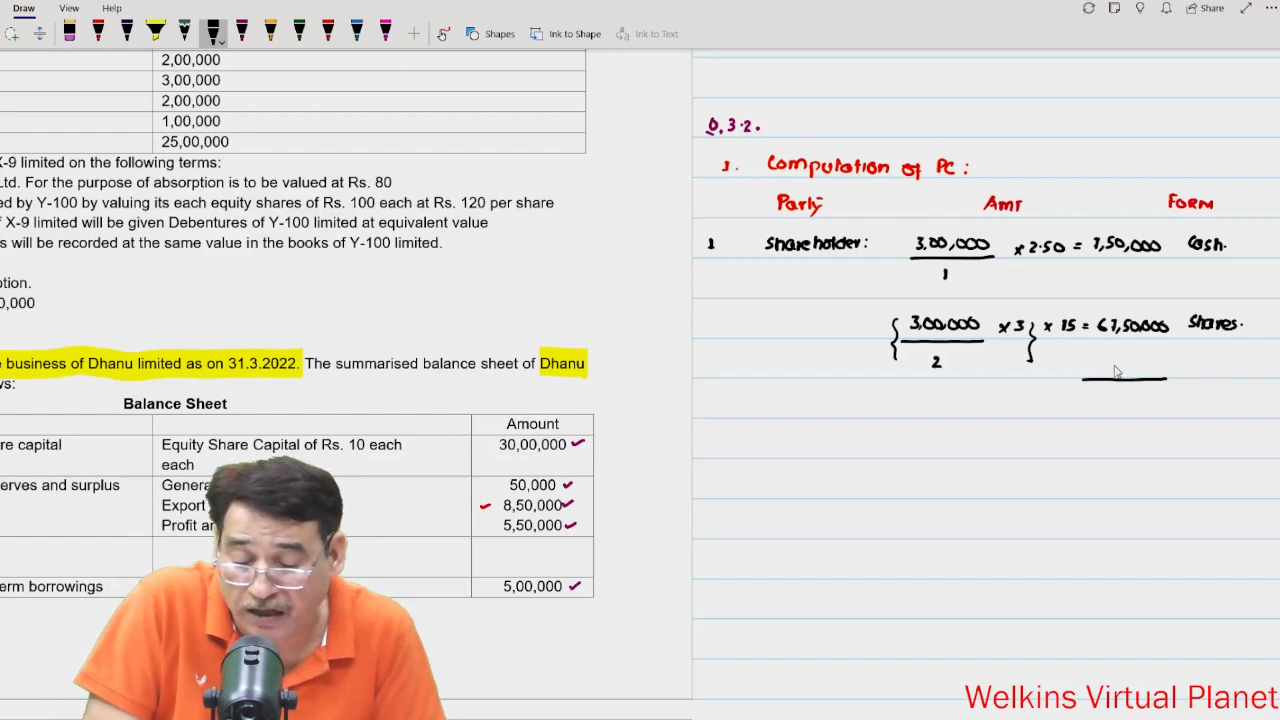 Draw View Help
Share
Shapes Ink to Shape Ink to Text
2,00,000
3,00,000
2,00,000
1,00,000
25,00,000
X-9 limited on the following terms:
Ltd. For the purpose of absorption is to be valued at Rs. 80
ed by Y-100 by valuing its each equity shares of Rs. 100 each at Rs. 120 per share
of X-9 limited will be given Debentures of Y-100 limited at equivalent value
s will be recorded at the same value in the books of Y-100 limited.
ption.
0,000
e business of Dhanu limited as on 31.3.2022. The summarised balance sheet of Dhanu
ws:
Balance Sheet
Amount
re capital Equity Share Capital of Rs. 10 each 30,00,000
each
erves and surplus Genera 50,000
Export 8,50,000
Profit an 5,50,000
erm borrowings 5,00,000
Q.3.2.
1. Computation of PC:
Party Amt Form
1 Shareholder: 3,00,000 × 2.50 = 7,50,000 Cash.
1
{ 3,00,000 × 3 } × 15 = 67,50,000 Shares.
2
Welkins Virtual Planet